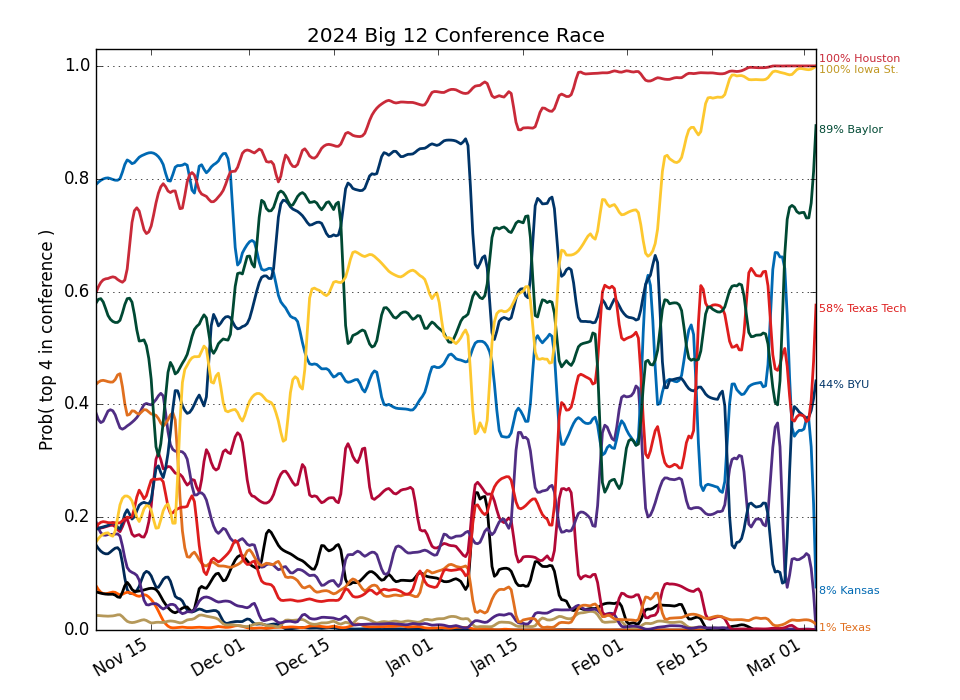 2024 Big 12 Conference Race
Prob( top 4 in conference )
1.0
0.8
0.6
0.4
0.2
0.0
Nov 15
Dec 01
Dec 15
Jan 01
Jan 15
Feb 01
Feb 15
Mar 01
100% Houston
100% Iowa St.
89% Baylor
58% Texas Tech
44% BYU
8% Kansas
1% Texas